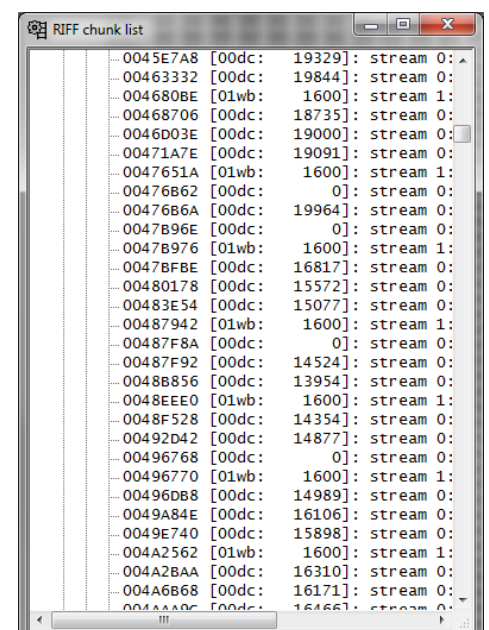 RIFF chunk list
0045E7A8 [00dc: 19329]: stream 0:
00463332 [00dc: 19844]: stream 0:
004680BE [01wb: 1600]: stream 1:
00468706 [00dc: 18735]: stream 0:
0046D03E [00dc: 19000]: stream 0:
00471A7E [00dc: 19091]: stream 0:
0047651A [01wb: 1600]: stream 1:
00476B62 [00dc: 0]: stream 0:
00476B6A [00dc: 19964]: stream 0:
0047B96E [00dc: 0]: stream 0:
0047B976 [01wb: 1600]: stream 1:
0047BFBE [00dc: 16817]: stream 0:
00480178 [00dc: 15572]: stream 0:
00483E54 [00dc: 15077]: stream 0:
00487942 [01wb: 1600]: stream 1:
00487F8A [00dc: 0]: stream 0:
00487F92 [00dc: 14524]: stream 0:
0048B856 [00dc: 13954]: stream 0:
0048EEE0 [01wb: 1600]: stream 1:
0048F528 [00dc: 14354]: stream 0:
00492D42 [00dc: 14877]: stream 0:
00496768 [00dc: 0]: stream 0:
00496770 [01wb: 1600]: stream 1:
00496DB8 [00dc: 14989]: stream 0:
0049A84E [00dc: 16106]: stream 0:
0049E740 [00dc: 15898]: stream 0:
004A2562 [01wb: 1600]: stream 1:
004A2BAA [00dc: 16310]: stream 0:
004A6B68 [00dc: 16171]: stream 0:
004AAA9C [00dc: 16466]: stream 0: